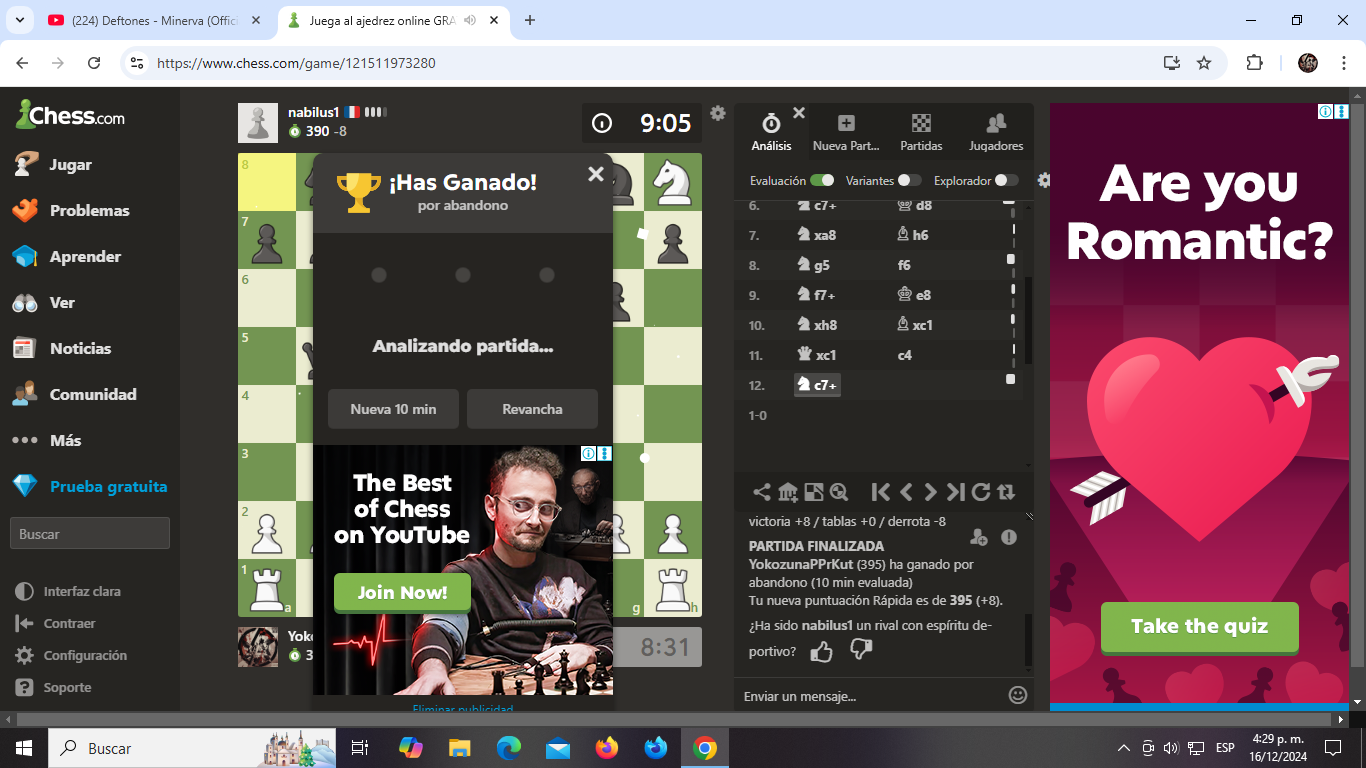 (224) Deftones - Minerva (Offici
Juega al ajedrez online GRA
https://www.chess.com/game/121511973280
Chess.com
Jugar
Problemas
Aprender
Ver
Noticias
Comunidad
Más
Prueba gratuita
Buscar
Interfaz clara
Contraer
Configuración
Soporte
nabilus1
390 -8
9:05
8
7
6
5
4
3
2
1
a
g
h
¡Has Ganado!
por abandono
Analizando partida...
Nueva 10 min
Revancha
The Best
of Chess
on YouTube
Join Now!
Eliminar publicidad
8:31
Análisis
Nueva Part...
Partidas
Jugadores
Evaluación
Variantes
Explorador
6. c7+ d8
7. xa8 h6
8. g5 f6
9. f7+ e8
10. xh8 xc1
11. xc1 c4
12. c7+
1-0
victoria +8 / tablas +0 / derrota -8
PARTIDA FINALIZADA
YokozunaPPrKut (395) ha ganado por
abandono (10 min evaluada)
Tu nueva puntuación Rápida es de 395 (+8).
¿Ha sido nabilus1 un rival con espíritu de-
portivo?
Enviar un mensaje...
Are you
Romantic?
Take the quiz
Buscar
ESP
4:29 p. m.
16/12/2024